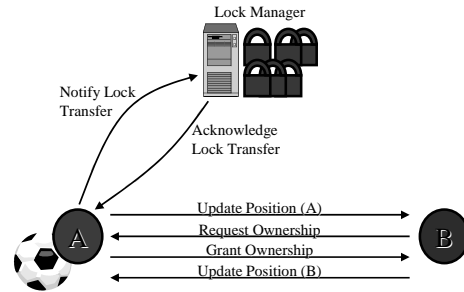 Lock Manager
Notify Lock
Transfer
Acknowledge
Lock Transfer
Update Position (A)
Request Ownership
Grant Ownership
Update Position (B)
A
B